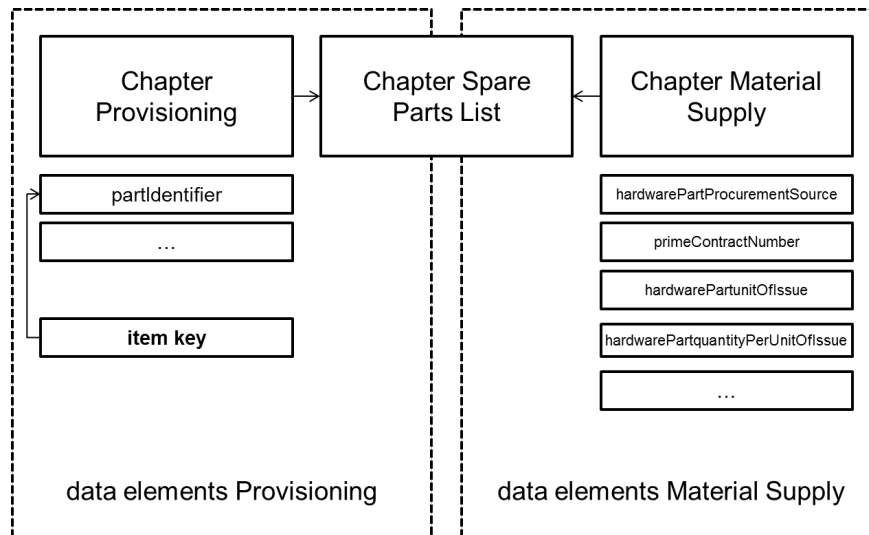 Chapter
Provisioning
Chapter Spare
Parts List
Chapter Material
Supply
partIdentifier
...
item key
hardwarePartProcurementSource
primeContractNumber
hardwarePartunitOfIssue
hardwarePartquantityPerUnitOfIssue
...
data elements Provisioning
data elements Material Supply